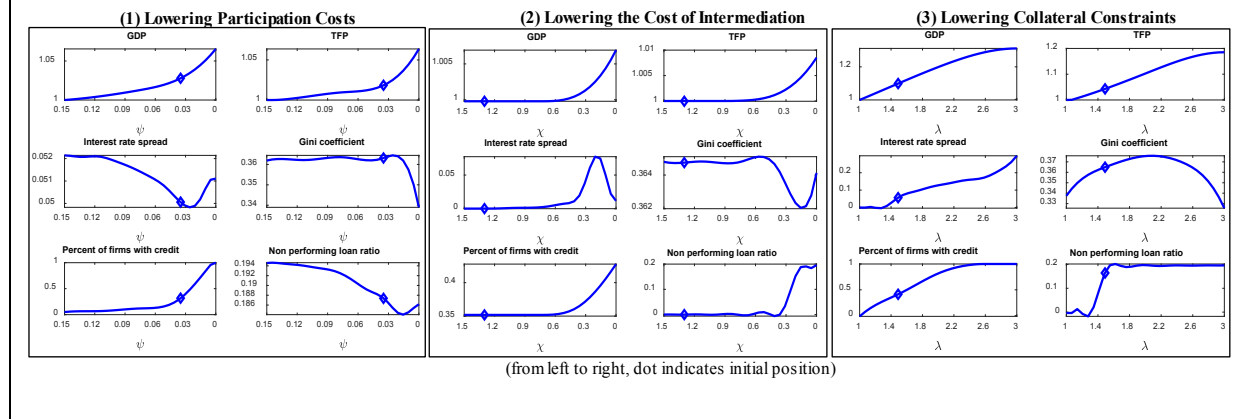 (1) Lowering Participation Costs
GDP
TFP
1.05
1
0.15 0.12 0.09 0.06 0.03 0
ψ
1.05
1
0.15 0.12 0.09 0.06 0.03 0
ψ
Interest rate spread
Gini coefficient
0.052
0.051
0.05
0.15 0.12 0.09 0.06 0.03 0
ψ
0.36
0.35
0.34
0.15 0.12 0.09 0.06 0.03 0
ψ
Percent of firms with credit
Non performing loan ratio
1
0.5
0
0.15 0.12 0.09 0.06 0.03 0
ψ
0.194
0.192
0.19
0.188
0.186
0.15 0.12 0.09 0.06 0.03 0
ψ
(2) Lowering the Cost of Intermediation
GDP
TFP
1.005
1
1.5 1.2 0.9 0.6 0.3 0
χ
1.01
1.005
1
1.5 1.2 0.9 0.6 0.3 0
χ
Interest rate spread
Gini coefficient
0.05
0
1.5 1.2 0.9 0.6 0.3 0
χ
0.364
0.362
1.5 1.2 0.9 0.6 0.3 0
χ
Percent of firms with credit
Non performing loan ratio
0.4
0.35
1.5 1.2 0.9 0.6 0.3 0
χ
0.2
0.1
0
1.5 1.2 0.9 0.6 0.3 0
χ
(3) Lowering Collateral Constraints
GDP
TFP
1.2
1
1 1.4 1.8 2.2 2.6 3
λ
1.2
1.1
1
1 1.4 1.8 2.2 2.6 3
λ
Interest rate spread
Gini coefficient
0.2
0.1
0
1 1.4 1.8 2.2 2.6 3
λ
0.37
0.36
0.35
0.34
0.33
1 1.4 1.8 2.2 2.6 3
λ
Percent of firms with credit
Non performing loan ratio
1
0.5
0
1 1.4 1.8 2.2 2.6 3
λ
0.2
0.1
0
1 1.4 1.8 2.2 2.6 3
λ
(from left to right, dot indicates initial position)